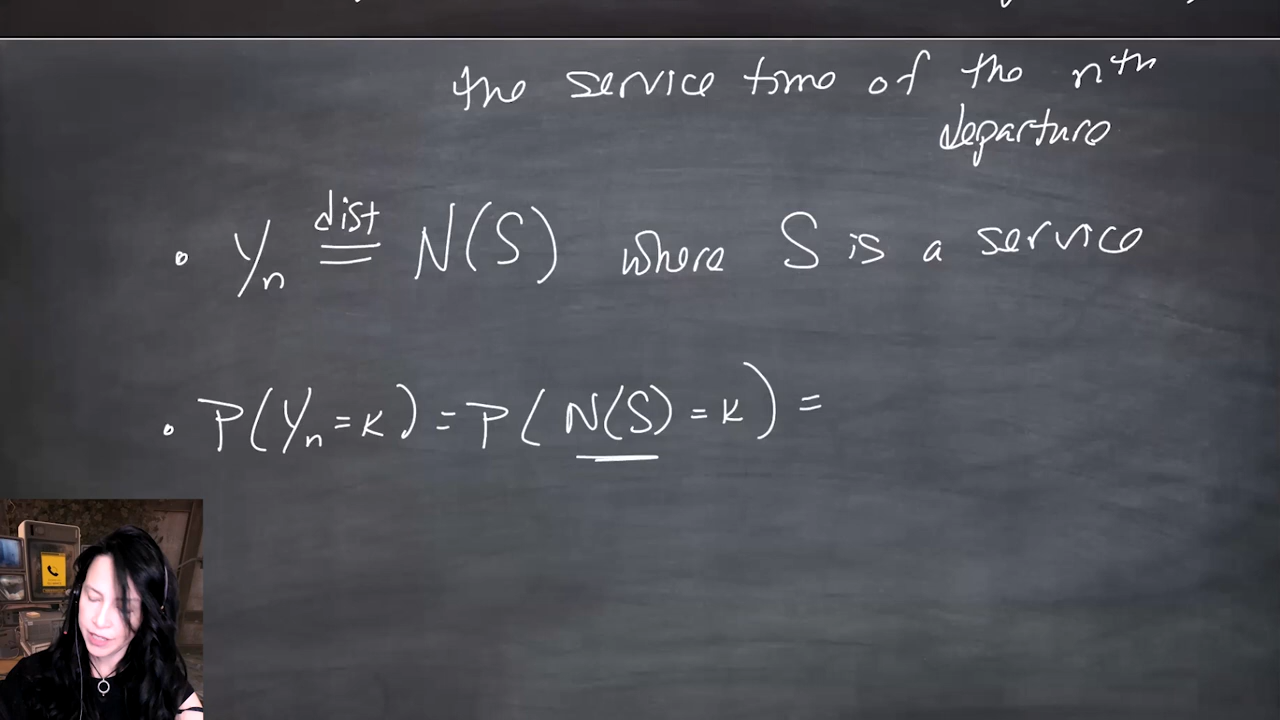 the service time of the nth
departure
• Yn dist = N(S) where S is a service
• P(Yn = k) = P(N(S) = k) =